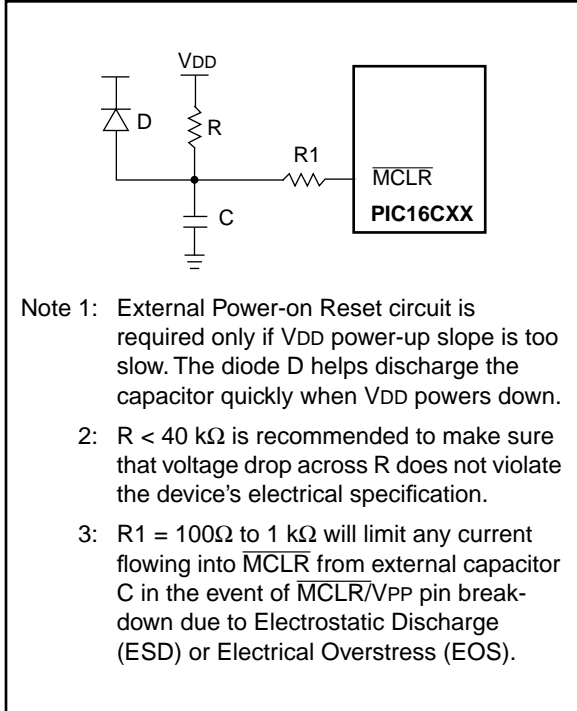 VDD
D
R
R1
MCLR
PIC16CXX
C
Note 1: External Power-on Reset circuit is
required only if VDD power-up slope is too
slow. The diode D helps discharge the
capacitor quickly when VDD powers down.
2: R < 40 kΩ is recommended to make sure
that voltage drop across R does not violate
the device's electrical specification.
3: R1 = 100Ω to 1 kΩ will limit any current
flowing into MCLR from external capacitor
C in the event of MCLR/VPP pin break-
down due to Electrostatic Discharge
(ESD) or Electrical Overstress (EOS).